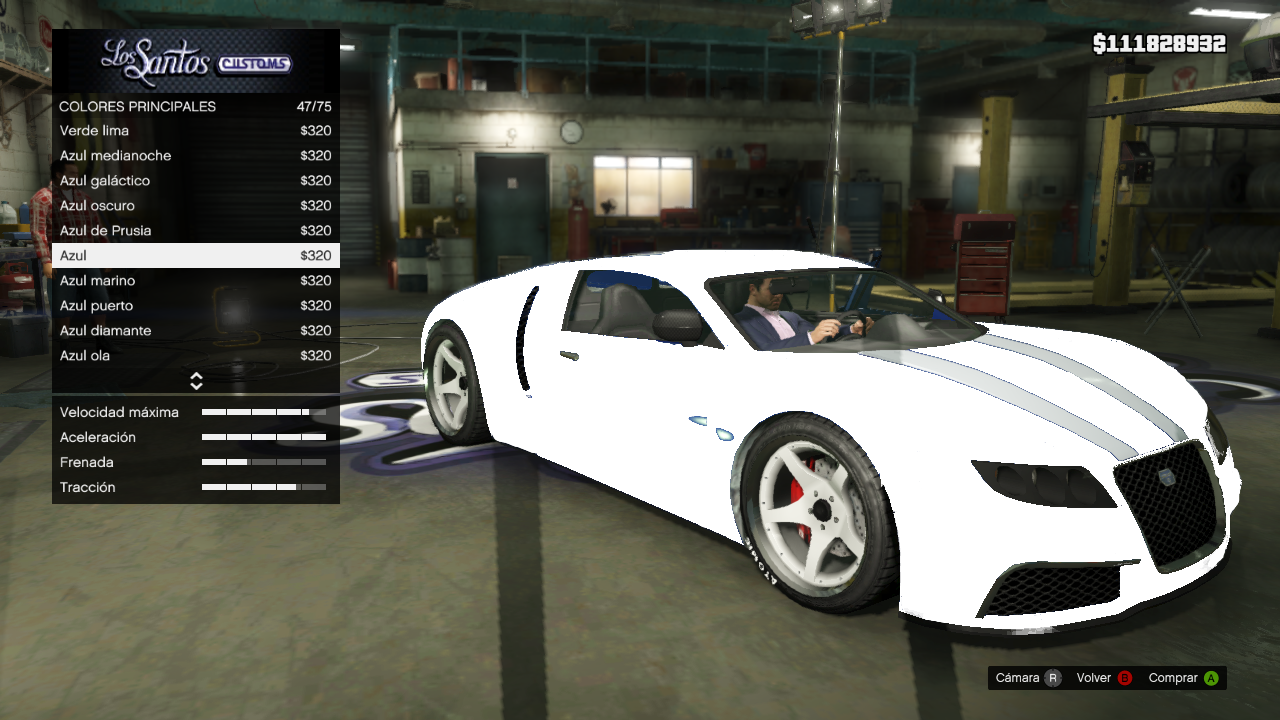 Los Santos CUSTOMS
$111828932
COLORES PRINCIPALES 47/75
Verde lima $320
Azul medianoche $320
Azul galáctico $320
Azul oscuro $320
Azul de Prusia $320
Azul $320
Azul marino $320
Azul puerto $320
Azul diamante $320
Azul ola $320
Velocidad máxima
Aceleración
Frenada
Tracción
ATOMIC
Cámara R Volver B Comprar A